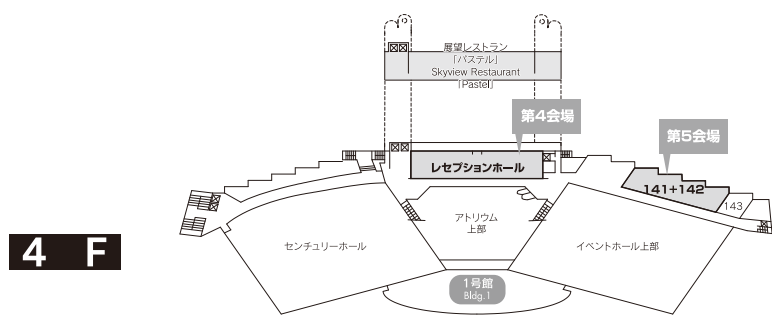 展望レストラン
「パステル」
Skyview Restaurant
「Pastel」
第4会場
第5会場
レセプションホール
141+142
143
アトリウム
上部
センチュリーホール
イベントホール上部
4 F
1号館
Bldg.1